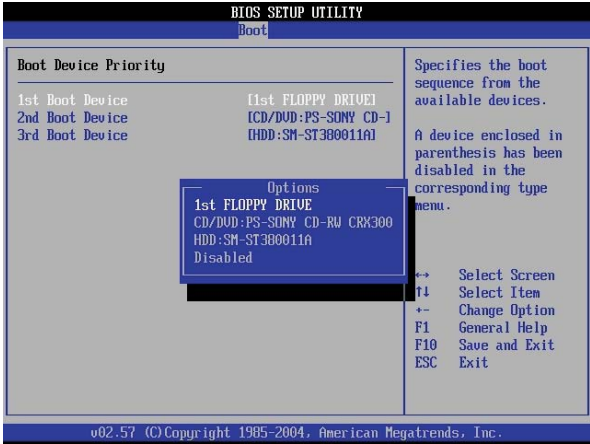 BIOS SETUP UTILITY
Boot
Boot Device Priority
1st Boot Device [1st FLOPPY DRIVE]
2nd Boot Device [CD/DVD:PS-SONY CD-]
3rd Boot Device [HDD:SM-ST380011A]
Options
1st FLOPPY DRIVE
CD/DVD:PS-SONY CD-RW CRX300
HDD:SM-ST380011A
Disabled
Specifies the boot
sequence from the
available devices.
A device enclosed in
parenthesis has been
disabled in the
corresponding type
menu.
↔ Select Screen
↑↓ Select Item
+- Change Option
F1 General Help
F10 Save and Exit
ESC Exit
v02.57 (C)Copyright 1985-2004, American Megatrends, Inc.